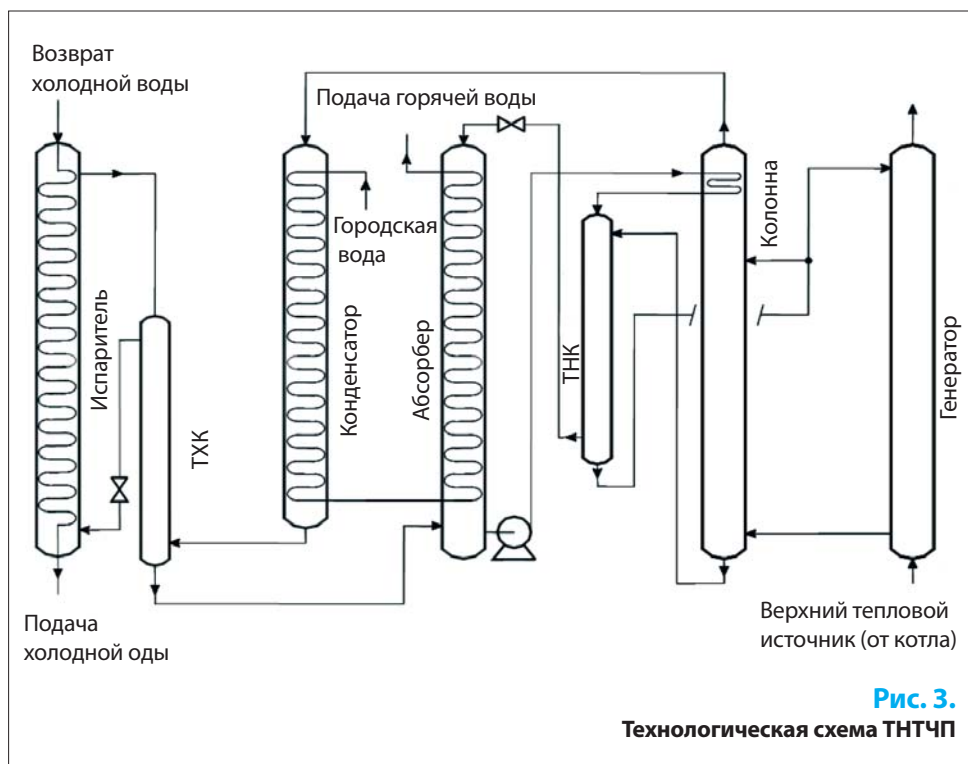 Возврат
холодной воды
Подача горячей воды
Городская
вода
Испаритель
ТХК
Конденсатор
Абсорбер
ТНК
Колонна
Генератор
Подача
холодной оды
Верхний тепловой
источник (от котла)
Рис. 3.
Технологическая схема ТНТЧП